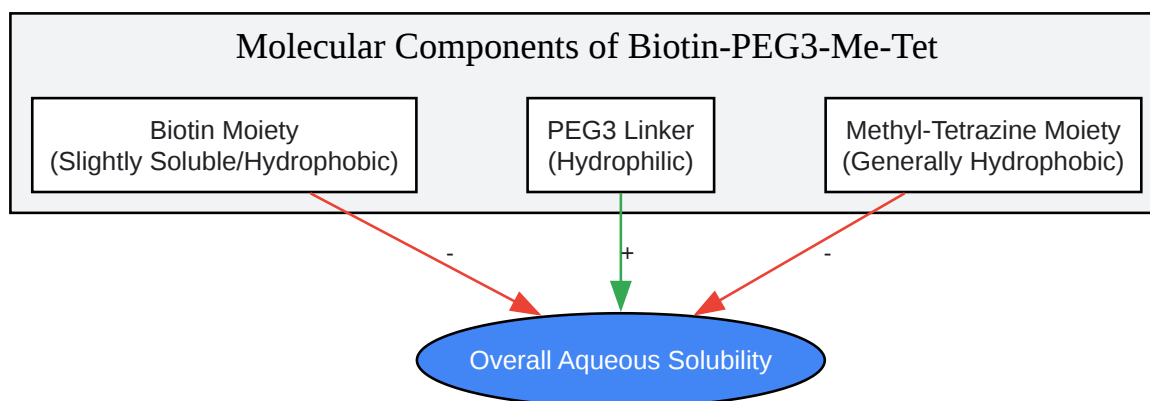 Molecular Components of Biotin-PEG3-Me-Tet
Biotin Moiety
(Slightly Soluble/Hydrophobic)
PEG3 Linker
(Hydrophilic)
Methyl-Tetrazine Moiety
(Generally Hydrophobic)
-
+
-
Overall Aqueous Solubility